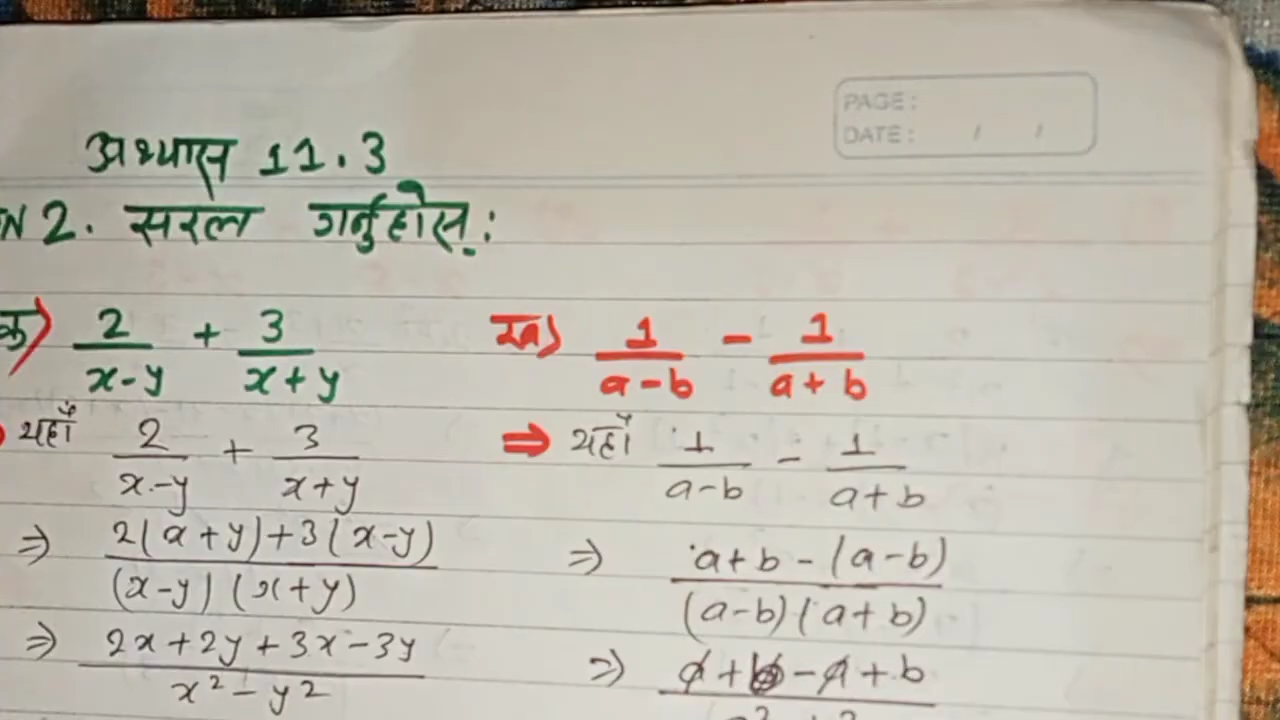 PAGE:
DATE: / /
अभ्यास 11.3
N 2. सरल गर्नुहोस्:
क) 2/(x-y) + 3/(x+y)
ख) 1/(a-b) - 1/(a+b)
यहाँ 2/(x-y) + 3/(x+y)
⇒ यहाँ 1/(a-b) - 1/(a+b)
⇒ (2(x+y)+3(x-y))/((x-y)(x+y))
⇒ (a+b-(a-b))/((a-b)(a+b))
⇒ (2x+2y+3x-3y)/(x²-y²)
⇒ a+b-a+b